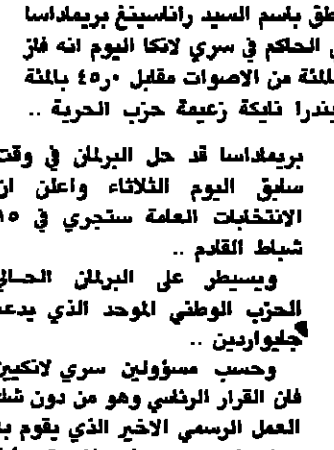 طق باسم السيد راناسينغ بريماداسا
الحاكم في سري لانكا اليوم انه فاز
بالمئة من الاصوات مقابل ٤٥٫٠ بالمئة
يندرا نايكة زعيمة حزب الحرية ..
بريماداسا قد حل البرلمان في وقت
سابق اليوم الثلاثاء واعلن ان
الانتخابات العامة ستجري في ١٥
شباط القادم ..
ويسيطر على البرلمان الحالي
الحزب الوطني الموحد الذي يدعم
جايواردين ..
وحسب مسؤولين سري لانكيين
فان القرار الرئاسي وهو من دون شك
العمل الرسمي الاخير الذي يقوم به